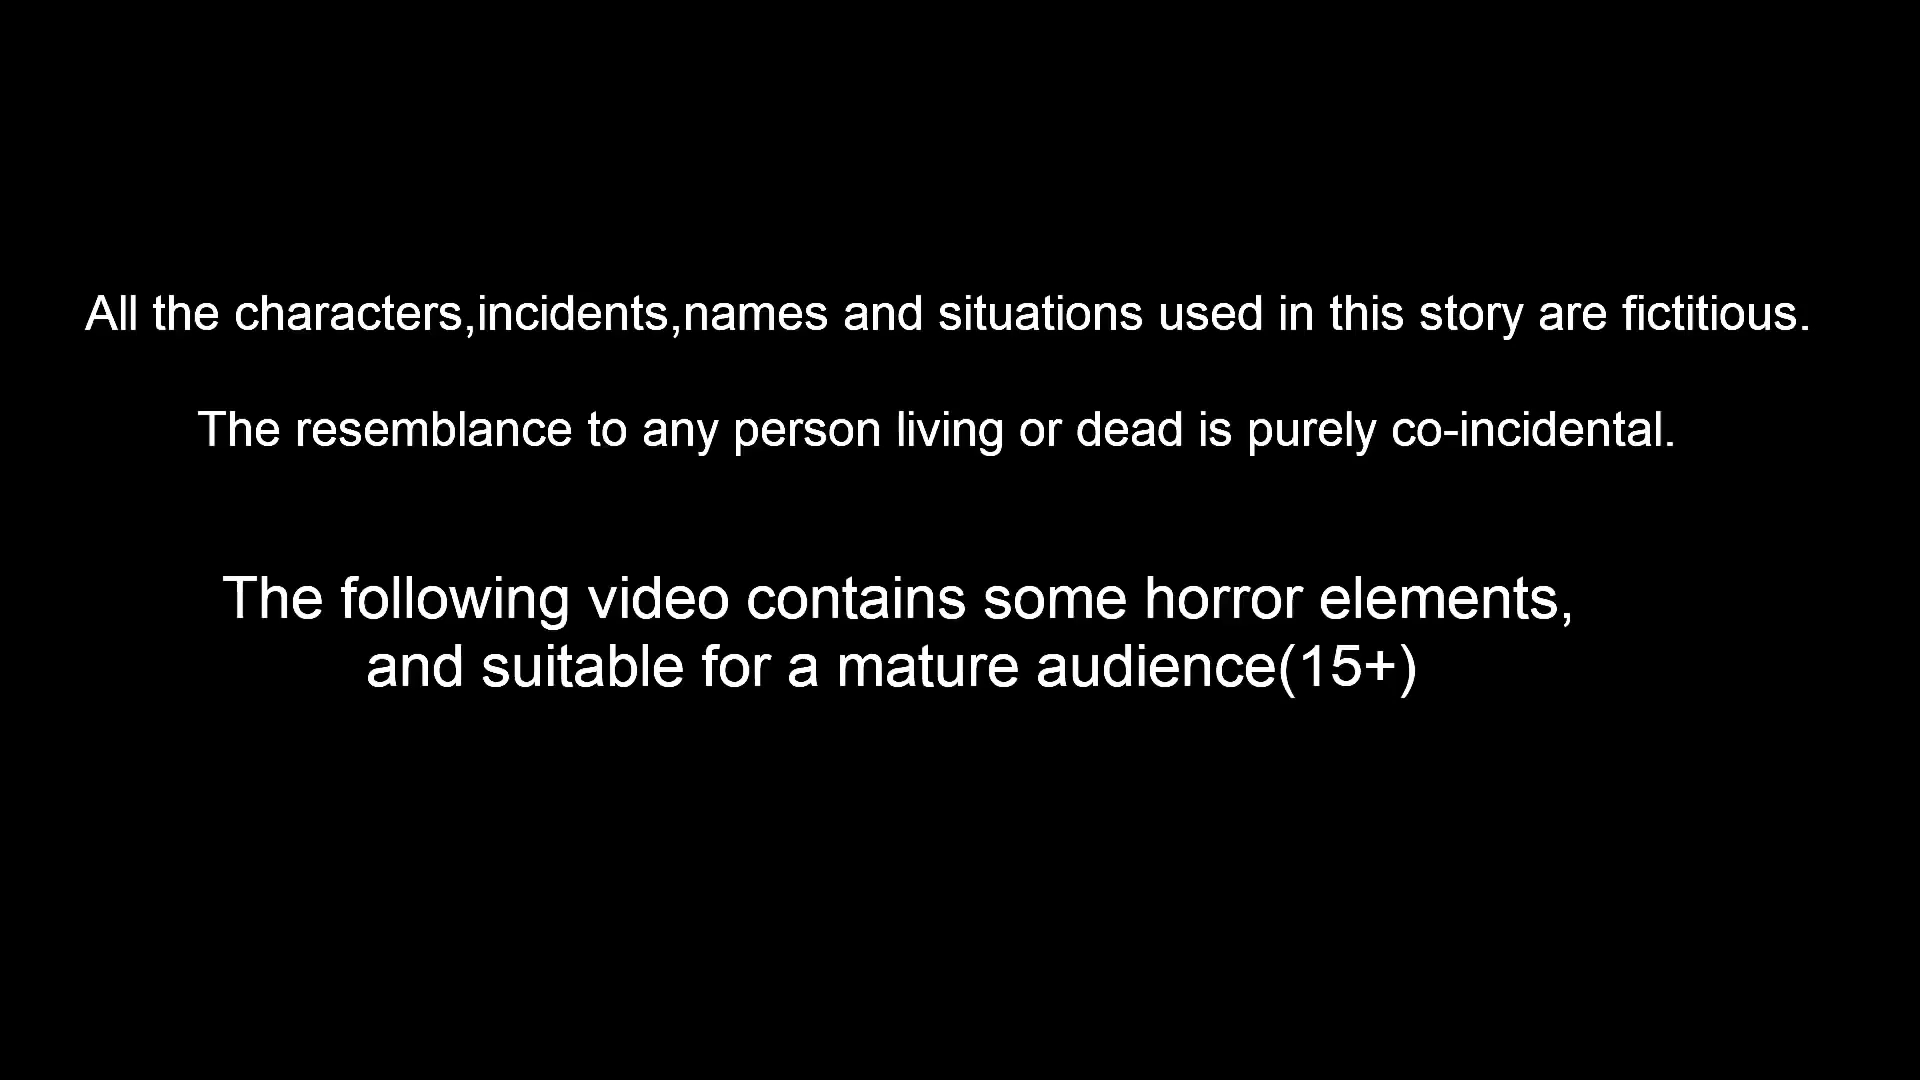 All the characters,incidents,names and situations used in this story are fictitious.
The resemblance to any person living or dead is purely co-incidental.
The following video contains some horror elements,
and suitable for a mature audience(15+)